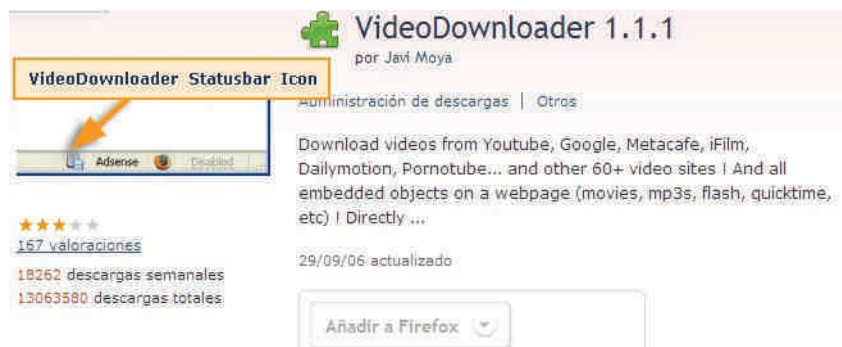 VideoDownloader 1.1.1
por Javi Moya
VideoDownloader Statusbar Icon
Administración de descargas | Otros
Adsense
Disabled
Download videos from Youtube, Google, Metacafe, iFilm,
Dailymotion, Pornotube... and other 60+ video sites ! And all
embedded objects on a webpage (movies, mp3s, flash, quicktime,
etc) ! Directly ...
167 valoraciones
18262 descargas semanales
13063580 descargas totales
29/09/06 actualizado
Añadir a Firefox